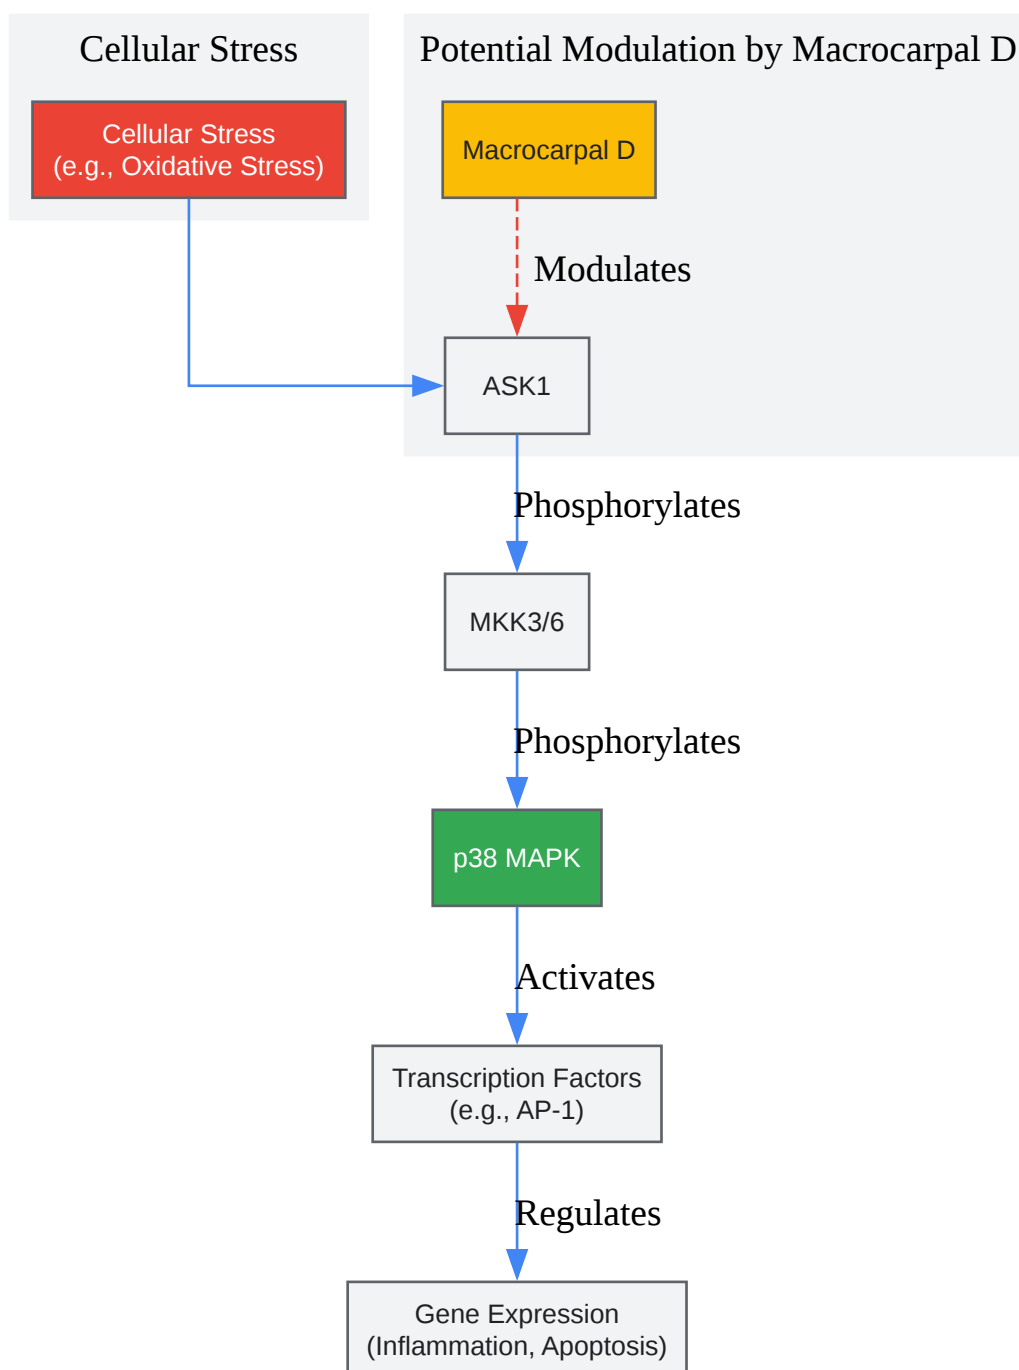 Cellular Stress
Potential Modulation by Macrocarpal D
Cellular Stress
(e.g., Oxidative Stress)
Macrocarpal D
Modulates
ASK1
Phosphorylates
MKK3/6
Phosphorylates
p38 MAPK
Activates
Transcription Factors
(e.g., AP-1)
Regulates
Gene Expression
(Inflammation, Apoptosis)